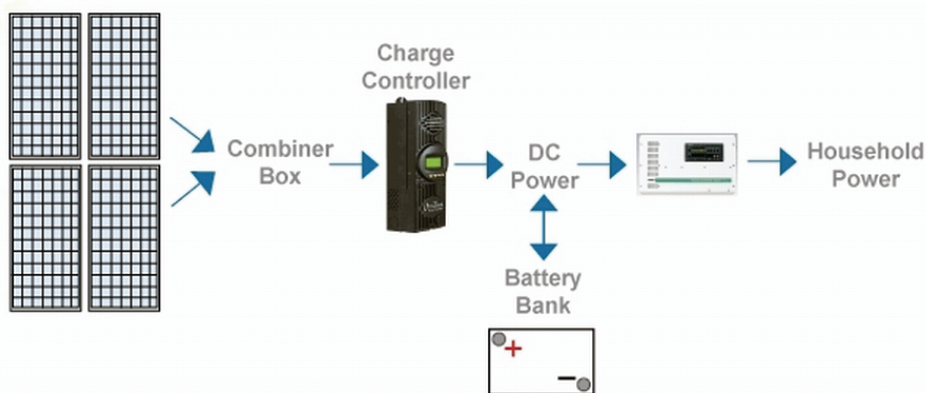 Charge
Controller
Combiner
Box
DC
Power
Household
Power
Battery
Bank
+
-